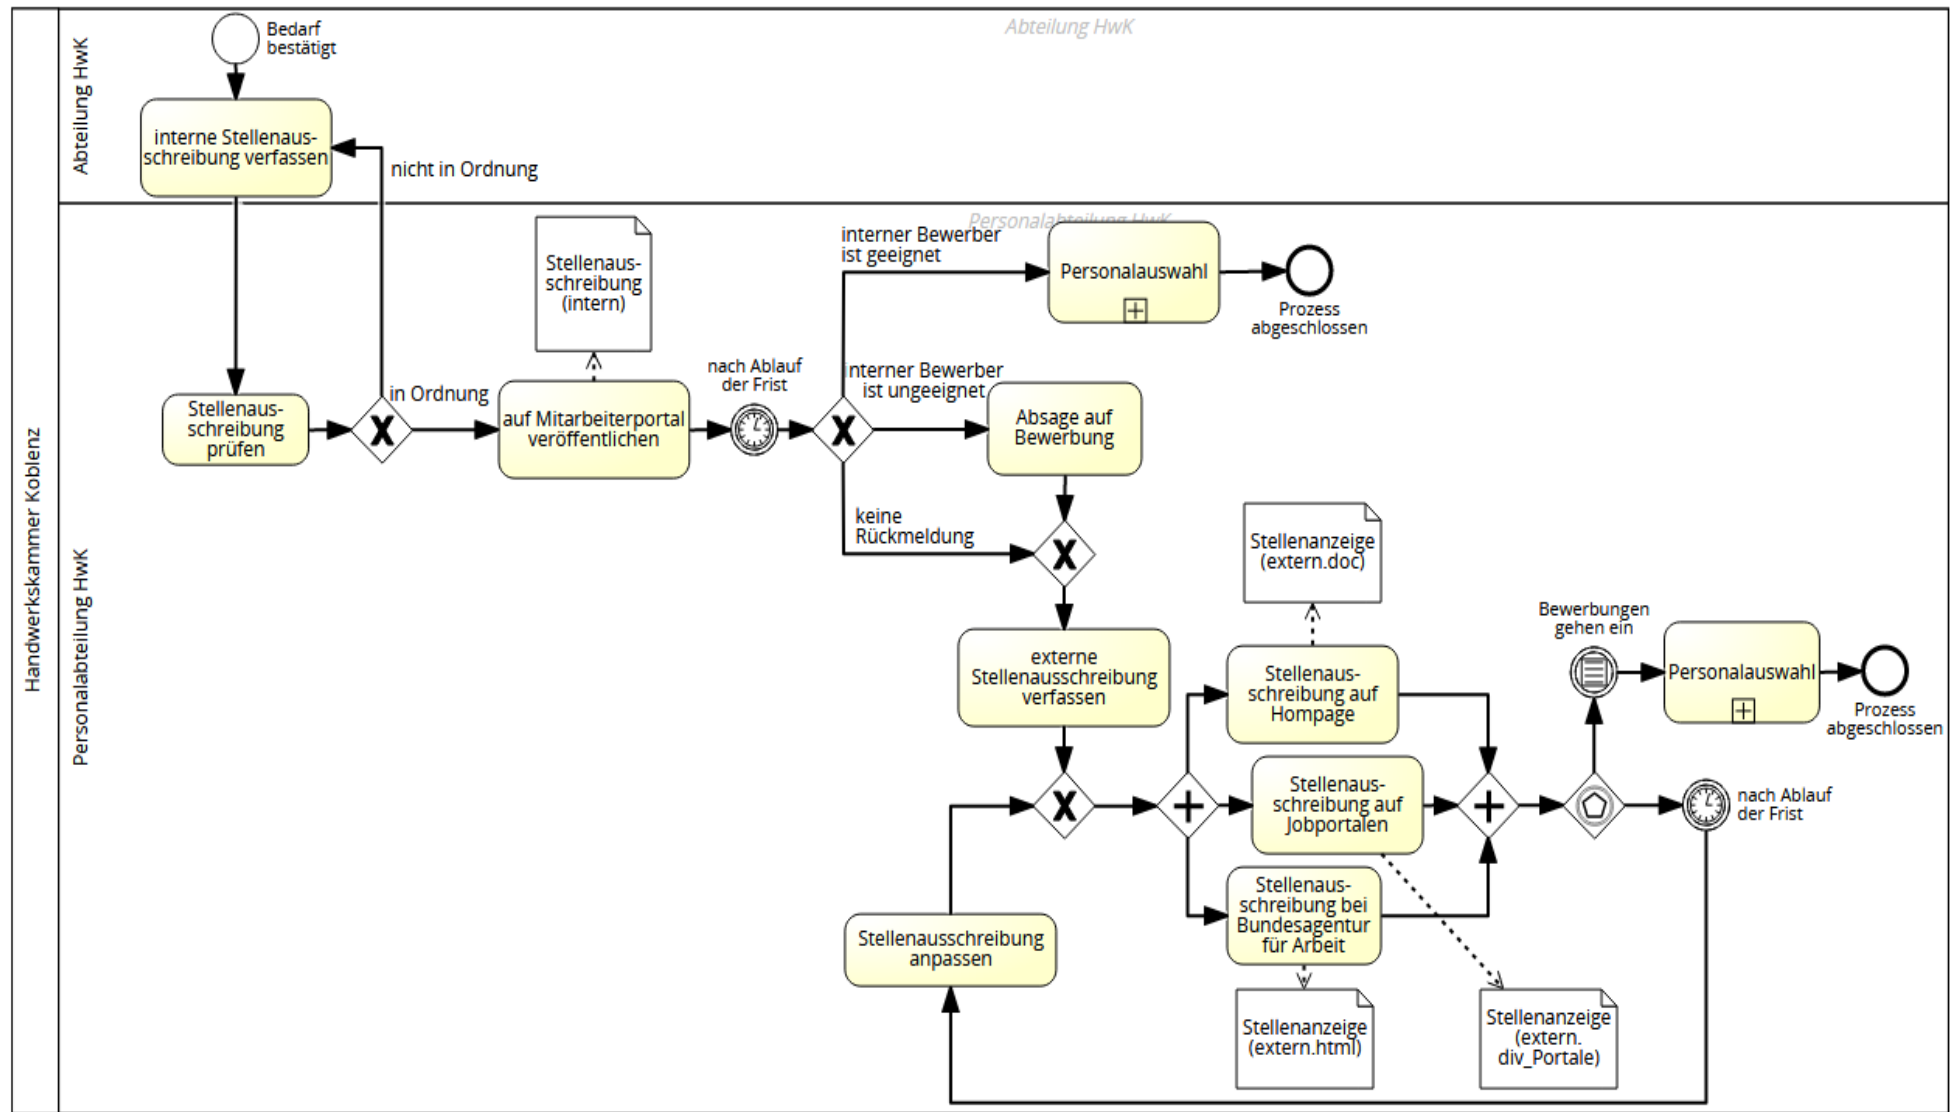 Handwerkskammer Koblenz
Abteilung HwK
Abteilung HwK
Bedarf
bestätigt
interne Stellenaus-
schreibung verfassen
nicht in Ordnung
Personalabteilung HwK
Personalabteilung HwK
Stellenaus-
schreibung
prüfen
in Ordnung
Stellenaus-
schreibung
(intern)
auf Mitarbeiterportal
veröffentlichen
nach Ablauf
der Frist
interner Bewerber
ist geeignet
Personalauswahl
Prozess
abgeschlossen
interner Bewerber
ist ungeeignet
Absage auf
Bewerbung
keine
Rückmeldung
externe
Stellenausschreibung
verfassen
Stellenanzeige
(extern.doc)
Stellenaus-
schreibung auf
Hompage
Stellenaus-
schreibung auf
Jobportalen
Stellenaus-
schreibung bei
Bundesagentur
für Arbeit
Bewerbungen
gehen ein
Personalauswahl
Prozess
abgeschlossen
nach Ablauf
der Frist
Stellenausschreibung
anpassen
Stellenanzeige
(extern.html)
Stellenanzeige
(extern.
div_Portale)